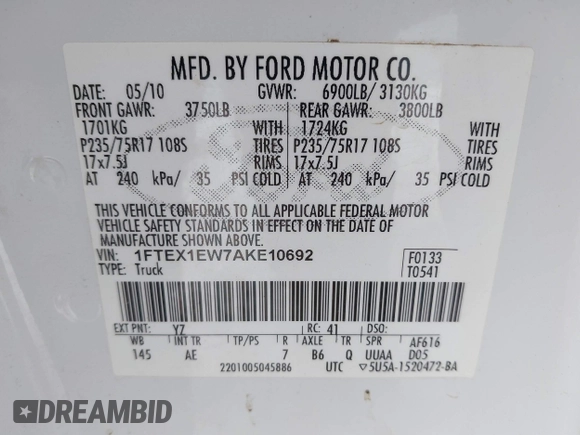 MFD. BY FORD MOTOR CO.
DATE: 05/10 GVWR: 6900LB/ 3130KG
FRONT GAWR: 3750LB REAR GAWR: 3800LB
1701KG WITH 1724KG WITH
P235/75R17 108S TIRES P235/75R17 108S TIRES
17x7.5J RIMS 17x7.5J RIMS
AT 240 kPa/ 35 PSI COLD AT 240 kPa/ 35 PSI COLD
THIS VEHICLE CONFORMS TO ALL APPLICABLE FEDERAL MOTOR
VEHICLE SAFETY STANDARDS IN EFFECT ON THE DATE OF
MANUFACTURE SHOWN ABOVE.
VIN: 1FTEX1EW7AKE10692 F0133
TYPE: Truck T0541
EXT PNT: YZ RC: 41 DSO:
WB INT TR TP/PS R AXLE TR SPR AF616
145 AE 7 B6 Q UUAA D05
2201005045886 UTC ▽5U5A-1520472-BA
DREAMBID